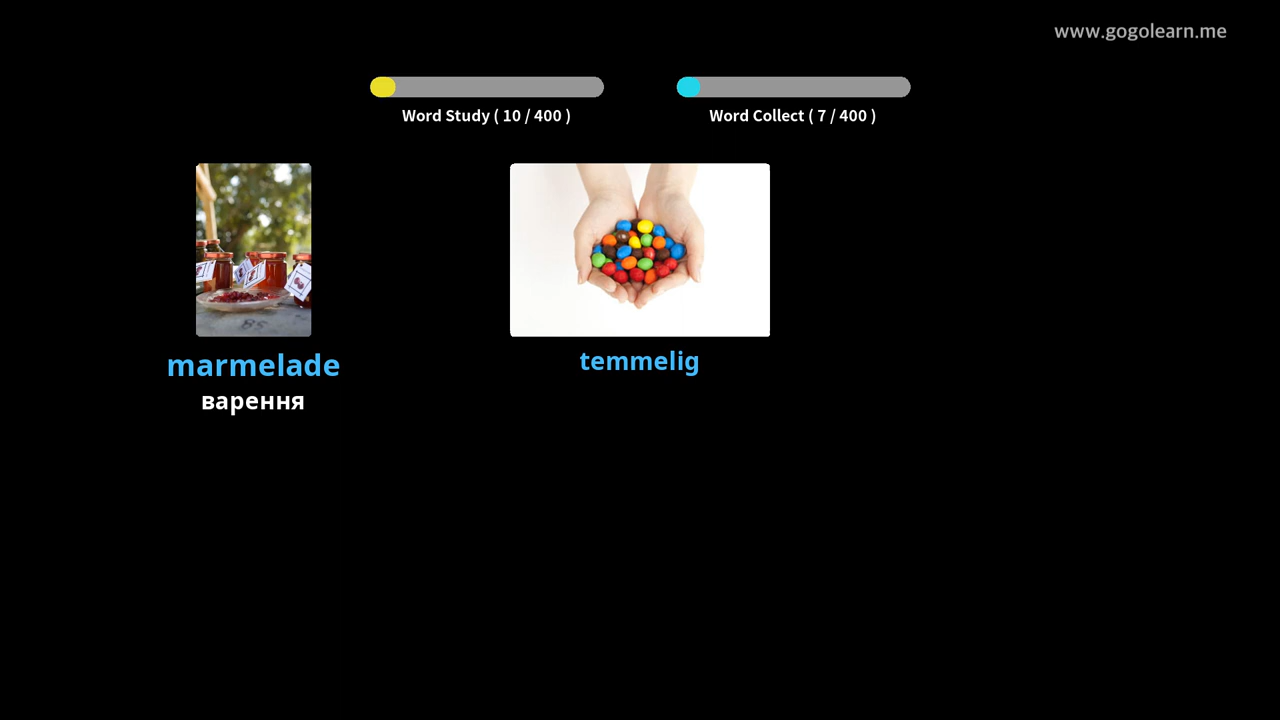 www.gogolearn.me
Word Study ( 10 / 400 )
Word Collect ( 7 / 400 )
marmelade
варення
temmelig